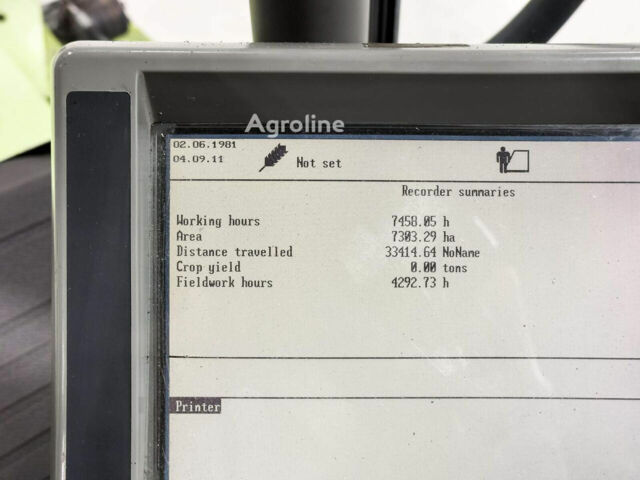 Agroline
02.06.1981
04.09.11
Not set
Recorder summaries
Working hours 7458.05 h
Area 7303.29 ha
Distance travelled 33414.64 NoName
Crop yield 0.00 tons
Fieldwork hours 4292.73 h
Printer